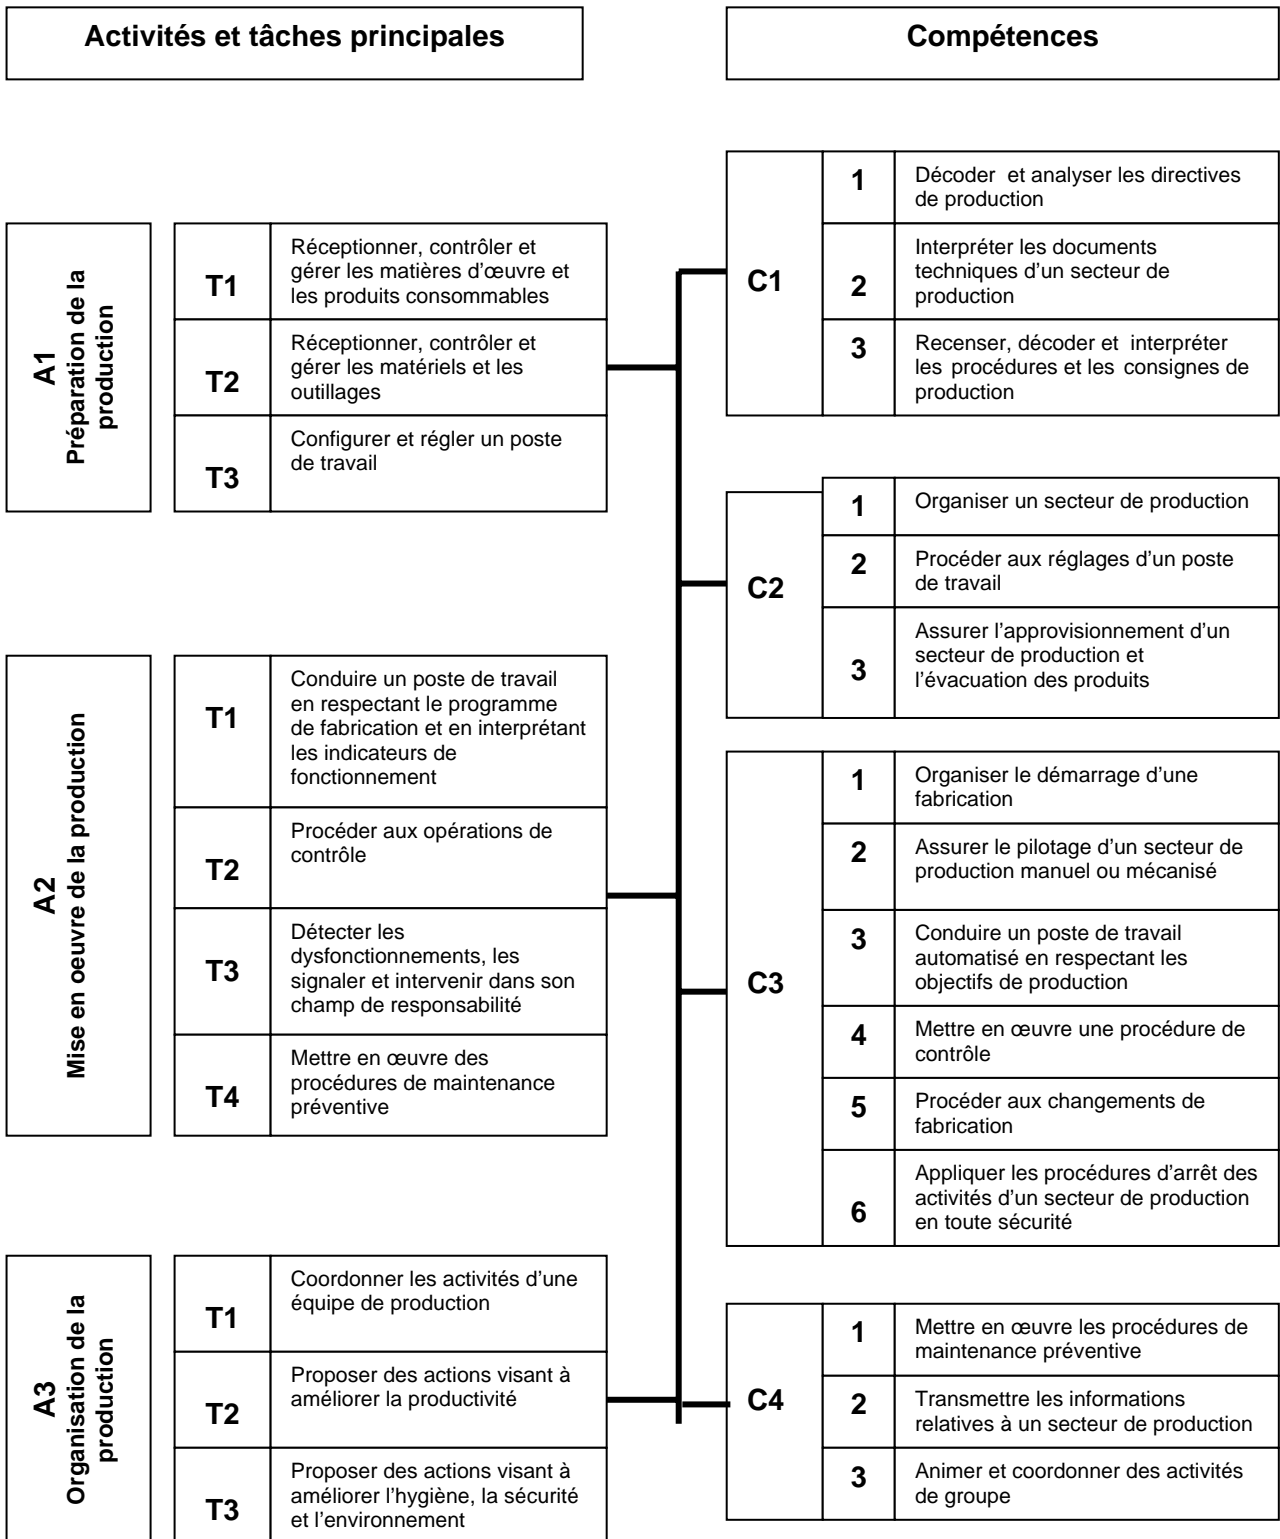 Activités et tâches principales
A1
Préparation de la
production
T1
Réceptionner, contrôler et
gérer les matières d’œuvre et
les produits consommables
T2
Réceptionner, contrôler et
gérer les matériels et les
outillages
T3
Configurer et régler un poste
de travail
A2
Mise en oeuvre de la production
T1
Conduire un poste de travail
en respectant le programme
de fabrication et en interprétant
les indicateurs de
fonctionnement
T2
Procéder aux opérations de
contrôle
T3
Détecter les
dysfonctionnements, les
signaler et intervenir dans son
champ de responsabilité
T4
Mettre en œuvre des
procédures de maintenance
préventive
A3
Organisation de la
production
T1
Coordonner les activités d’une
équipe de production
T2
Proposer des actions visant à
améliorer la productivité
T3
Proposer des actions visant à
améliorer l’hygiène, la sécurité
et l’environnement
Compétences
C1
1
Décoder et analyser les directives
de production
2
Interpréter les documents
techniques d’un secteur de
production
3
Recenser, décoder et interpréter
les procédures et les consignes de
production
C2
1
Organiser un secteur de production
2
Procéder aux réglages d’un poste
de travail
3
Assurer l’approvisionnement d’un
secteur de production et
l’évacuation des produits
C3
1
Organiser le démarrage d’une
fabrication
2
Assurer le pilotage d’un secteur de
production manuel ou mécanisé
3
Conduire un poste de travail
automatisé en respectant les
objectifs de production
4
Mettre en œuvre une procédure de
contrôle
5
Procéder aux changements de
fabrication
6
Appliquer les procédures d’arrêt des
activités d’un secteur de production
en toute sécurité
C4
1
Mettre en œuvre les procédures de
maintenance préventive
2
Transmettre les informations
relatives à un secteur de production
3
Animer et coordonner des activités
de groupe